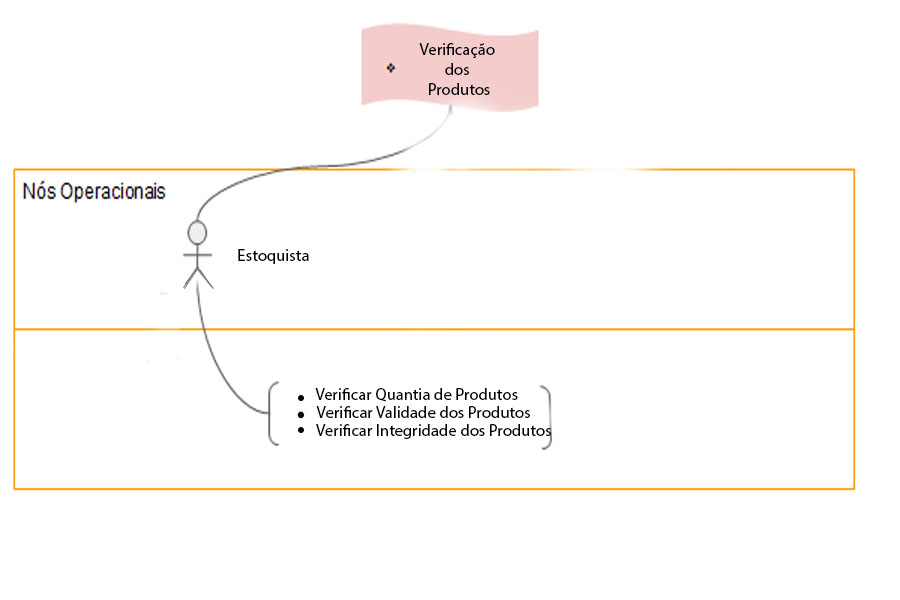 Verificação
❖ dos
Produtos
Nós Operacionais
Estoquista
• Verificar Quantia de Produtos
• Verificar Validade dos Produtos
• Verificar Integridade dos Produtos